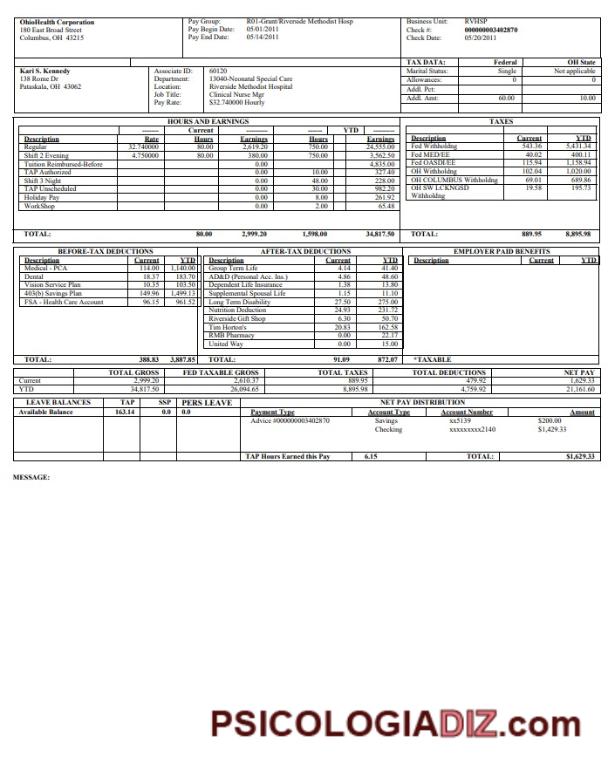 OhioHealth Corporation
180 East Broad Street
Columbus, OH 43215
Pay Group: R01-Grant/Riverside Methodist Hosp
Pay Begin Date: 05/01/2011
Pay End Date: 05/14/2011
Business Unit: RVHSP
Check #: 000000003402870
Check Date: 05/20/2011
Kari S. Kennedy
138 Rome Dr
Pataskala, OH 43062
Associate ID: 60120
Department: 13040-Neonatal Special Care
Location: Riverside Methodist Hospital
Job Title: Clinical Nurse Mgr
Pay Rate: $32.740000 Hourly
TAX DATA: Federal OH State
Marital Status: Single Not applicable
Allowances: 0 0
Addl. Pct:
Addl. Amt: 60.00 10.00
HOURS AND EARNINGS
-------- Current ---------- ------ YTD ----------
Description Rate Hours Earnings Hours Earnings
Regular 32.740000 80.00 2,619.20 750.00 24,555.00
Shift 2 Evening 4.750000 80.00 380.00 750.00 3,562.50
Tuition Reimbursed-Before 0.00 4,835.00
TAP Authorized 0.00 10.00 327.40
Shift 3 Night 0.00 48.00 228.00
TAP Unscheduled 0.00 30.00 982.20
Holiday Pay 0.00 8.00 261.92
WorkShop 0.00 2.00 65.48
TOTAL: 80.00 2,999.20 1,598.00 34,817.50
TAXES
Description Current YTD
Fed Withholdng 543.36 5,431.34
Fed MED/EE 40.02 400.11
Fed OASDI/EE 115.94 1,158.94
OH Withholdng 102.04 1,020.00
OH COLUMBUS Withholdng 69.01 689.86
OH SW LCKNGSD 19.58 195.73
Withholdng
TOTAL: 889.95 8,895.98
BEFORE-TAX DEDUCTIONS
Description Current YTD
Medical - PCA 114.00 1,140.00
Dental 18.37 183.70
Vision Service Plan 10.35 103.50
403(b) Savings Plan 149.96 1,499.13
FSA - Health Care Account 96.15 961.52
TOTAL: 388.83 3,887.85
AFTER-TAX DEDUCTIONS
Description Current YTD
Group Term Life 4.14 41.40
AD&D (Personal Acc. Ins.) 4.86 48.60
Dependent Life Insurance 1.38 13.80
Supplemental Spousal Life 1.15 11.10
Long Term Disability 27.50 275.00
Nutrition Deduction 24.93 231.72
Riverside Gift Shop 6.30 50.70
Tim Horton's 20.83 162.58
RMB Pharmacy 0.00 22.17
United Way 0.00 15.00
TOTAL: 91.09 872.07
EMPLOYER PAID BENEFITS
Description Current YTD
*TAXABLE
TOTAL GROSS FED TAXABLE GROSS TOTAL TAXES TOTAL DEDUCTIONS NET PAY
Current 2,999.20 2,610.37 889.95 479.92 1,629.33
YTD 34,817.50 26,094.65 8,895.98 4,759.92 21,161.60
LEAVE BALANCES TAP SSP PERS LEAVE
Available Balance 163.14 0.0 0.0
NET PAY DISTRIBUTION
Payment Type Account Type Account Number Amount
Advice #000000003402870 Savings xx5139 $200.00
Checking xxxxxxxxx2140 $1,429.33
TAP Hours Earned this Pay 6.15 TOTAL: $1,629.33
MESSAGE:
PSICOLOGIADIZ.com